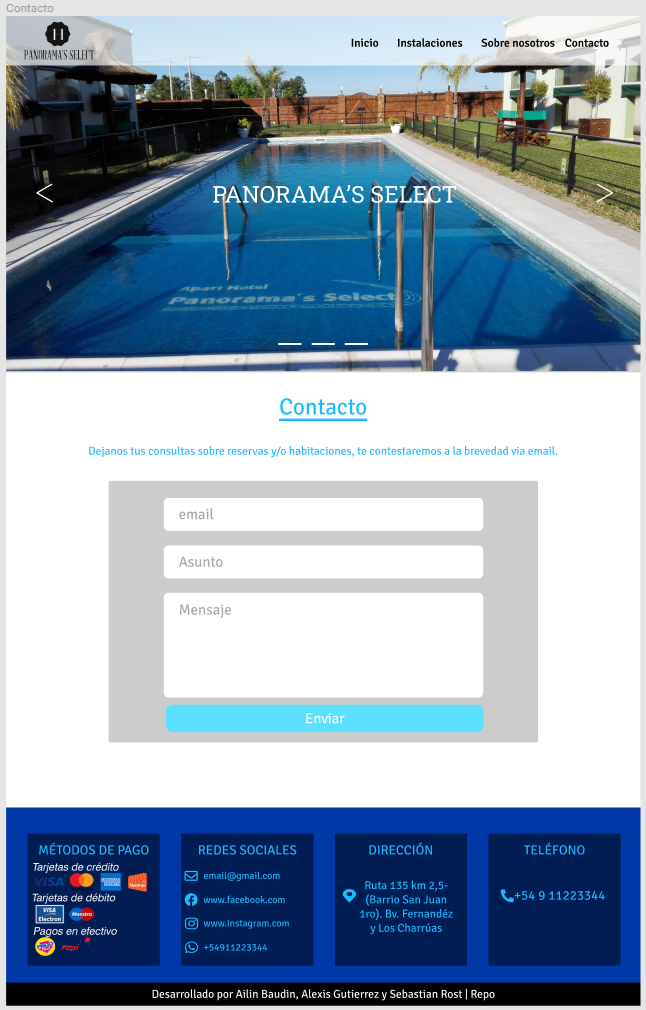 Contacto
H
PANORAMA'S SELECT
Inicio
Instalaciones
Sobre nosotros
Contacto
PANORAMA'S SELECT
Apart Hotel
Panorama's Select
Contacto
Dejanos tus consultas sobre reservas y/o habitaciones, te contestaremos a la brevedad via email.
email
Asunto
Mensaje
Enviar
MÉTODOS DE PAGO
Tarjetas de crédito
VISA
Tarjetas de débito
VISA
Electron
Maestro
Pagos en efectivo
REDES SOCIALES
email@gmail.com
www.facebook.com
www.instagram.com
+54911223344
DIRECCIÓN
Ruta 135 km 2,5-
(Barrio San Juan
1ro). Bv. Fernandéz
y Los Charrúas
TELÉFONO
+54 9 11223344
Desarrollado por Ailin Baudin, Alexis Gutierrez y Sebastian Rost | Repo